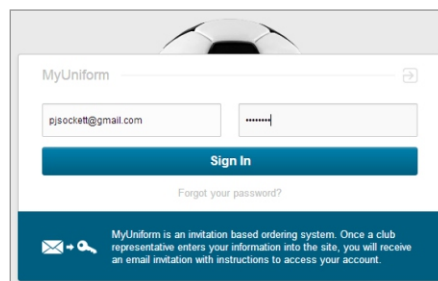 MyUniform
pjsockett@gmail.com ••••••••
Sign In
Forgot your password?
MyUniform is an invitation based ordering system. Once a club
representative enters your information into the site, you will receive
an email invitation with instructions to access your account.